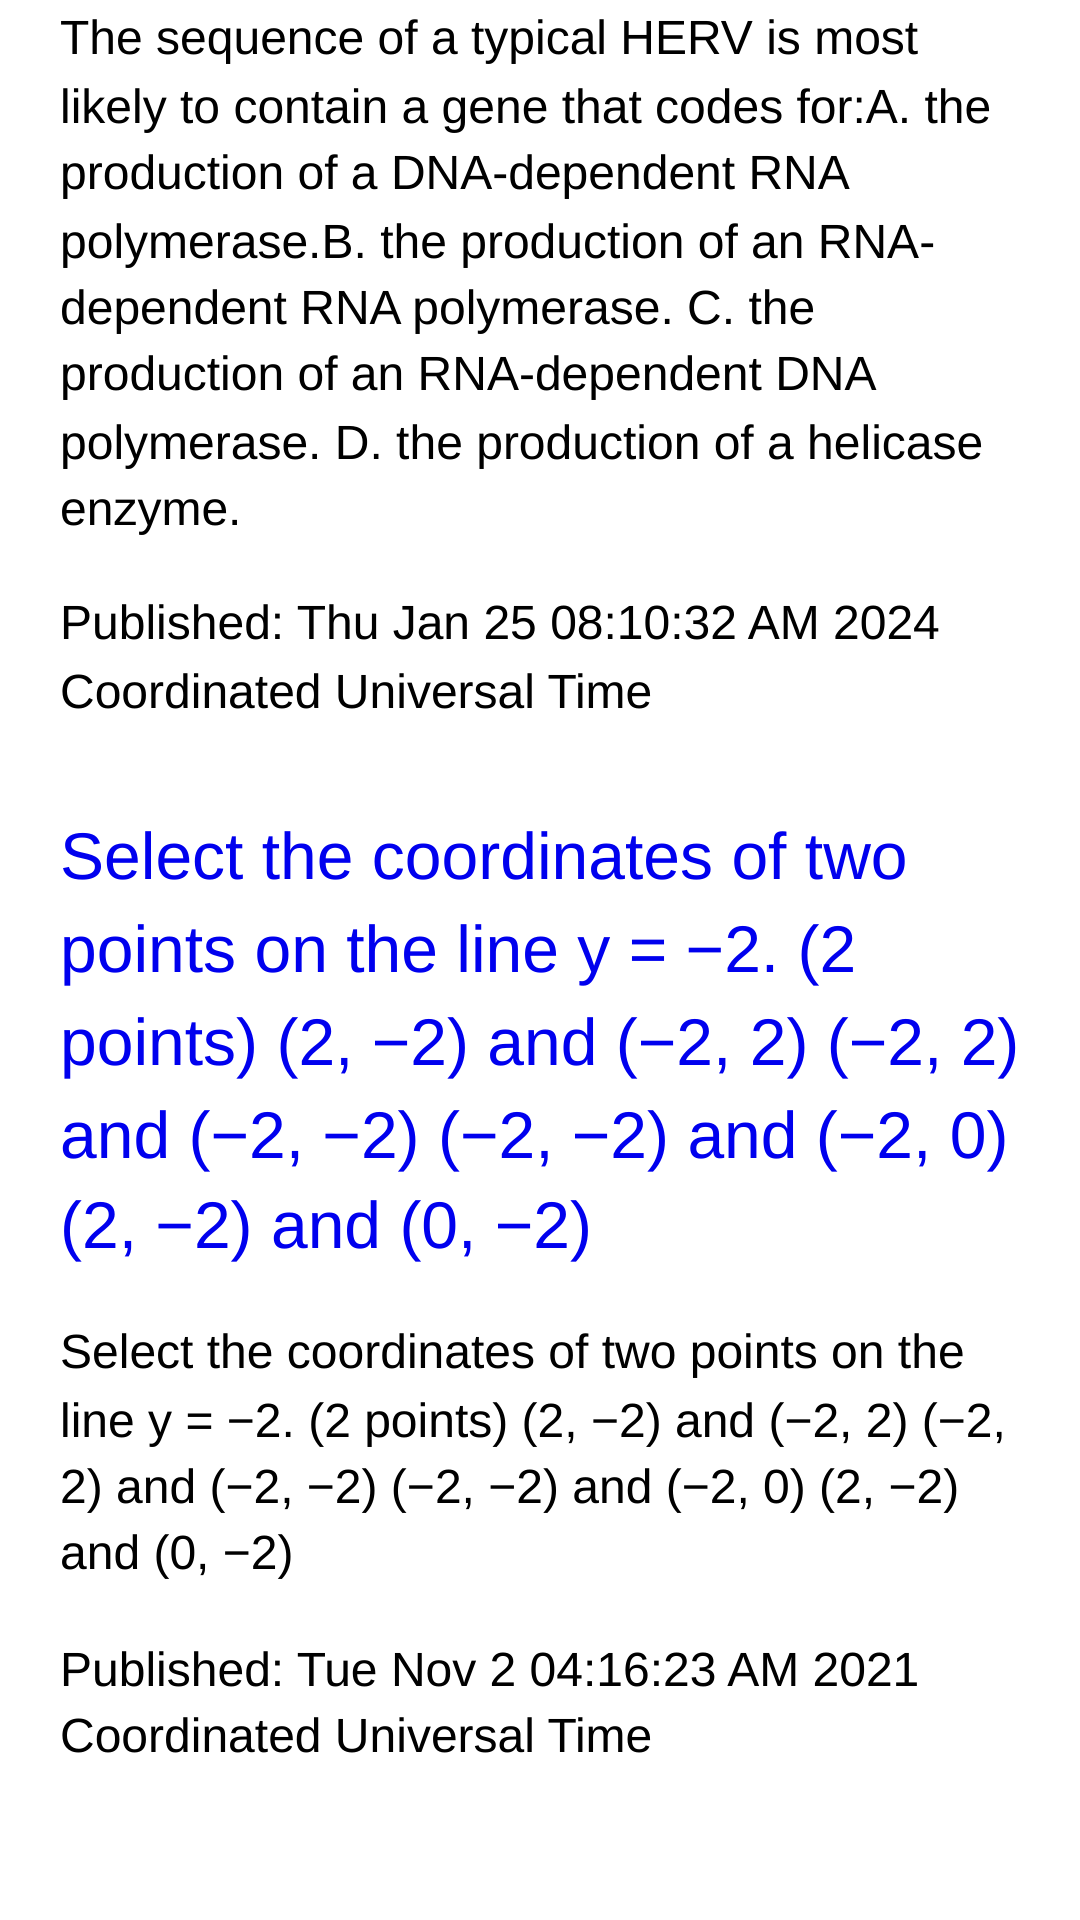 The sequence of a typical HERV is most
likely to contain a gene that codes for:A. the
production of a DNA-dependent RNA
polymerase.B. the production of an RNA-
dependent RNA polymerase. C. the
production of an RNA-dependent DNA
polymerase. D. the production of a helicase
enzyme.
Published: Thu Jan 25 08:10:32 AM 2024
Coordinated Universal Time
Select the coordinates of two
points on the line y = −2. (2
points) (2, −2) and (−2, 2) (−2, 2)
and (−2, −2) (−2, −2) and (−2, 0)
(2, −2) and (0, −2)
Select the coordinates of two points on the
line y = −2. (2 points) (2, −2) and (−2, 2) (−2,
2) and (−2, −2) (−2, −2) and (−2, 0) (2, −2)
and (0, −2)
Published: Tue Nov 2 04:16:23 AM 2021
Coordinated Universal Time